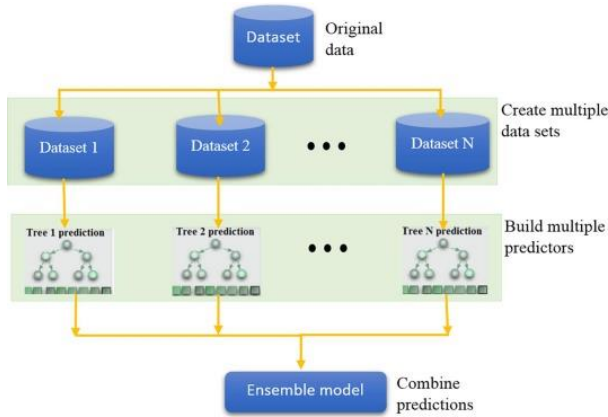 Dataset
Original
data
Create multiple
data sets
Dataset 1
Dataset 2
Dataset N
Build multiple
predictors
Tree 1 prediction
Tree 2 prediction
Tree N prediction
Ensemble model
Combine
predictions